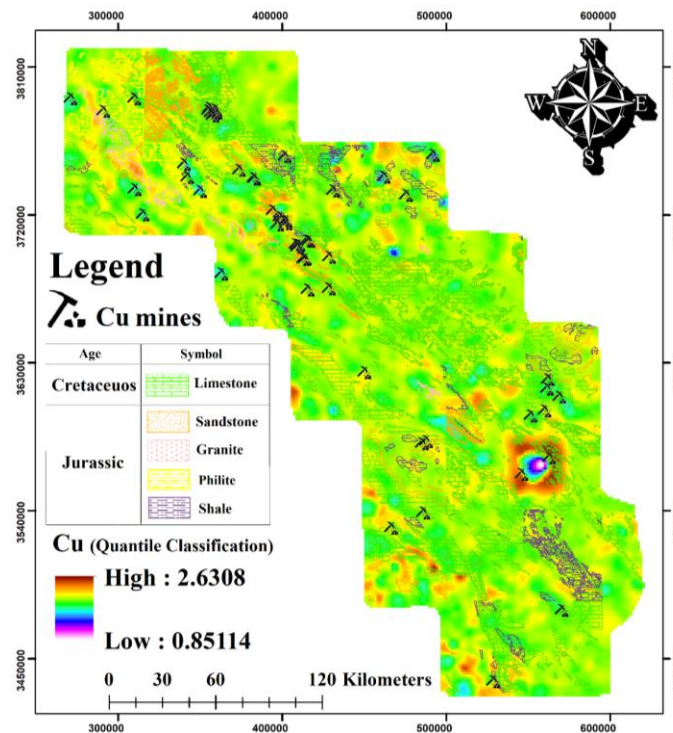 300000 400000 500000 600000
N
W E
S
3810000
3720000
3630000
3540000
3450000
Legend
Cu mines
Age Symbol
Cretaceuos Limestone
Sandstone
Granite
Jurassic
Philite
Shale
Cu (Quantile Classification)
High : 2.6308
Low : 0.85114
0 30 60 120 Kilometers
300000 400000 500000 600000